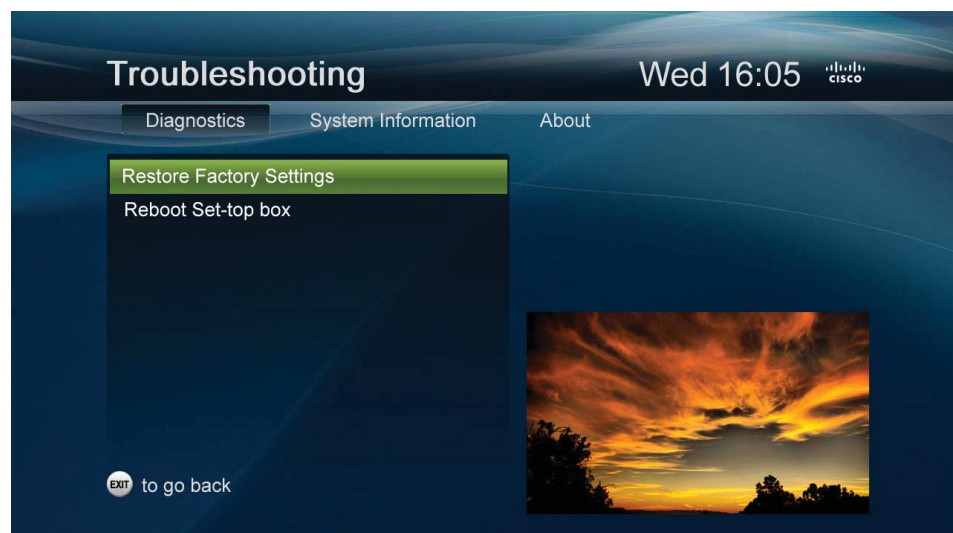 Troubleshooting
Wed 16:05
cisco
Diagnostics
System Information
About
Restore Factory Settings
Reboot Set-top box
EXIT to go back